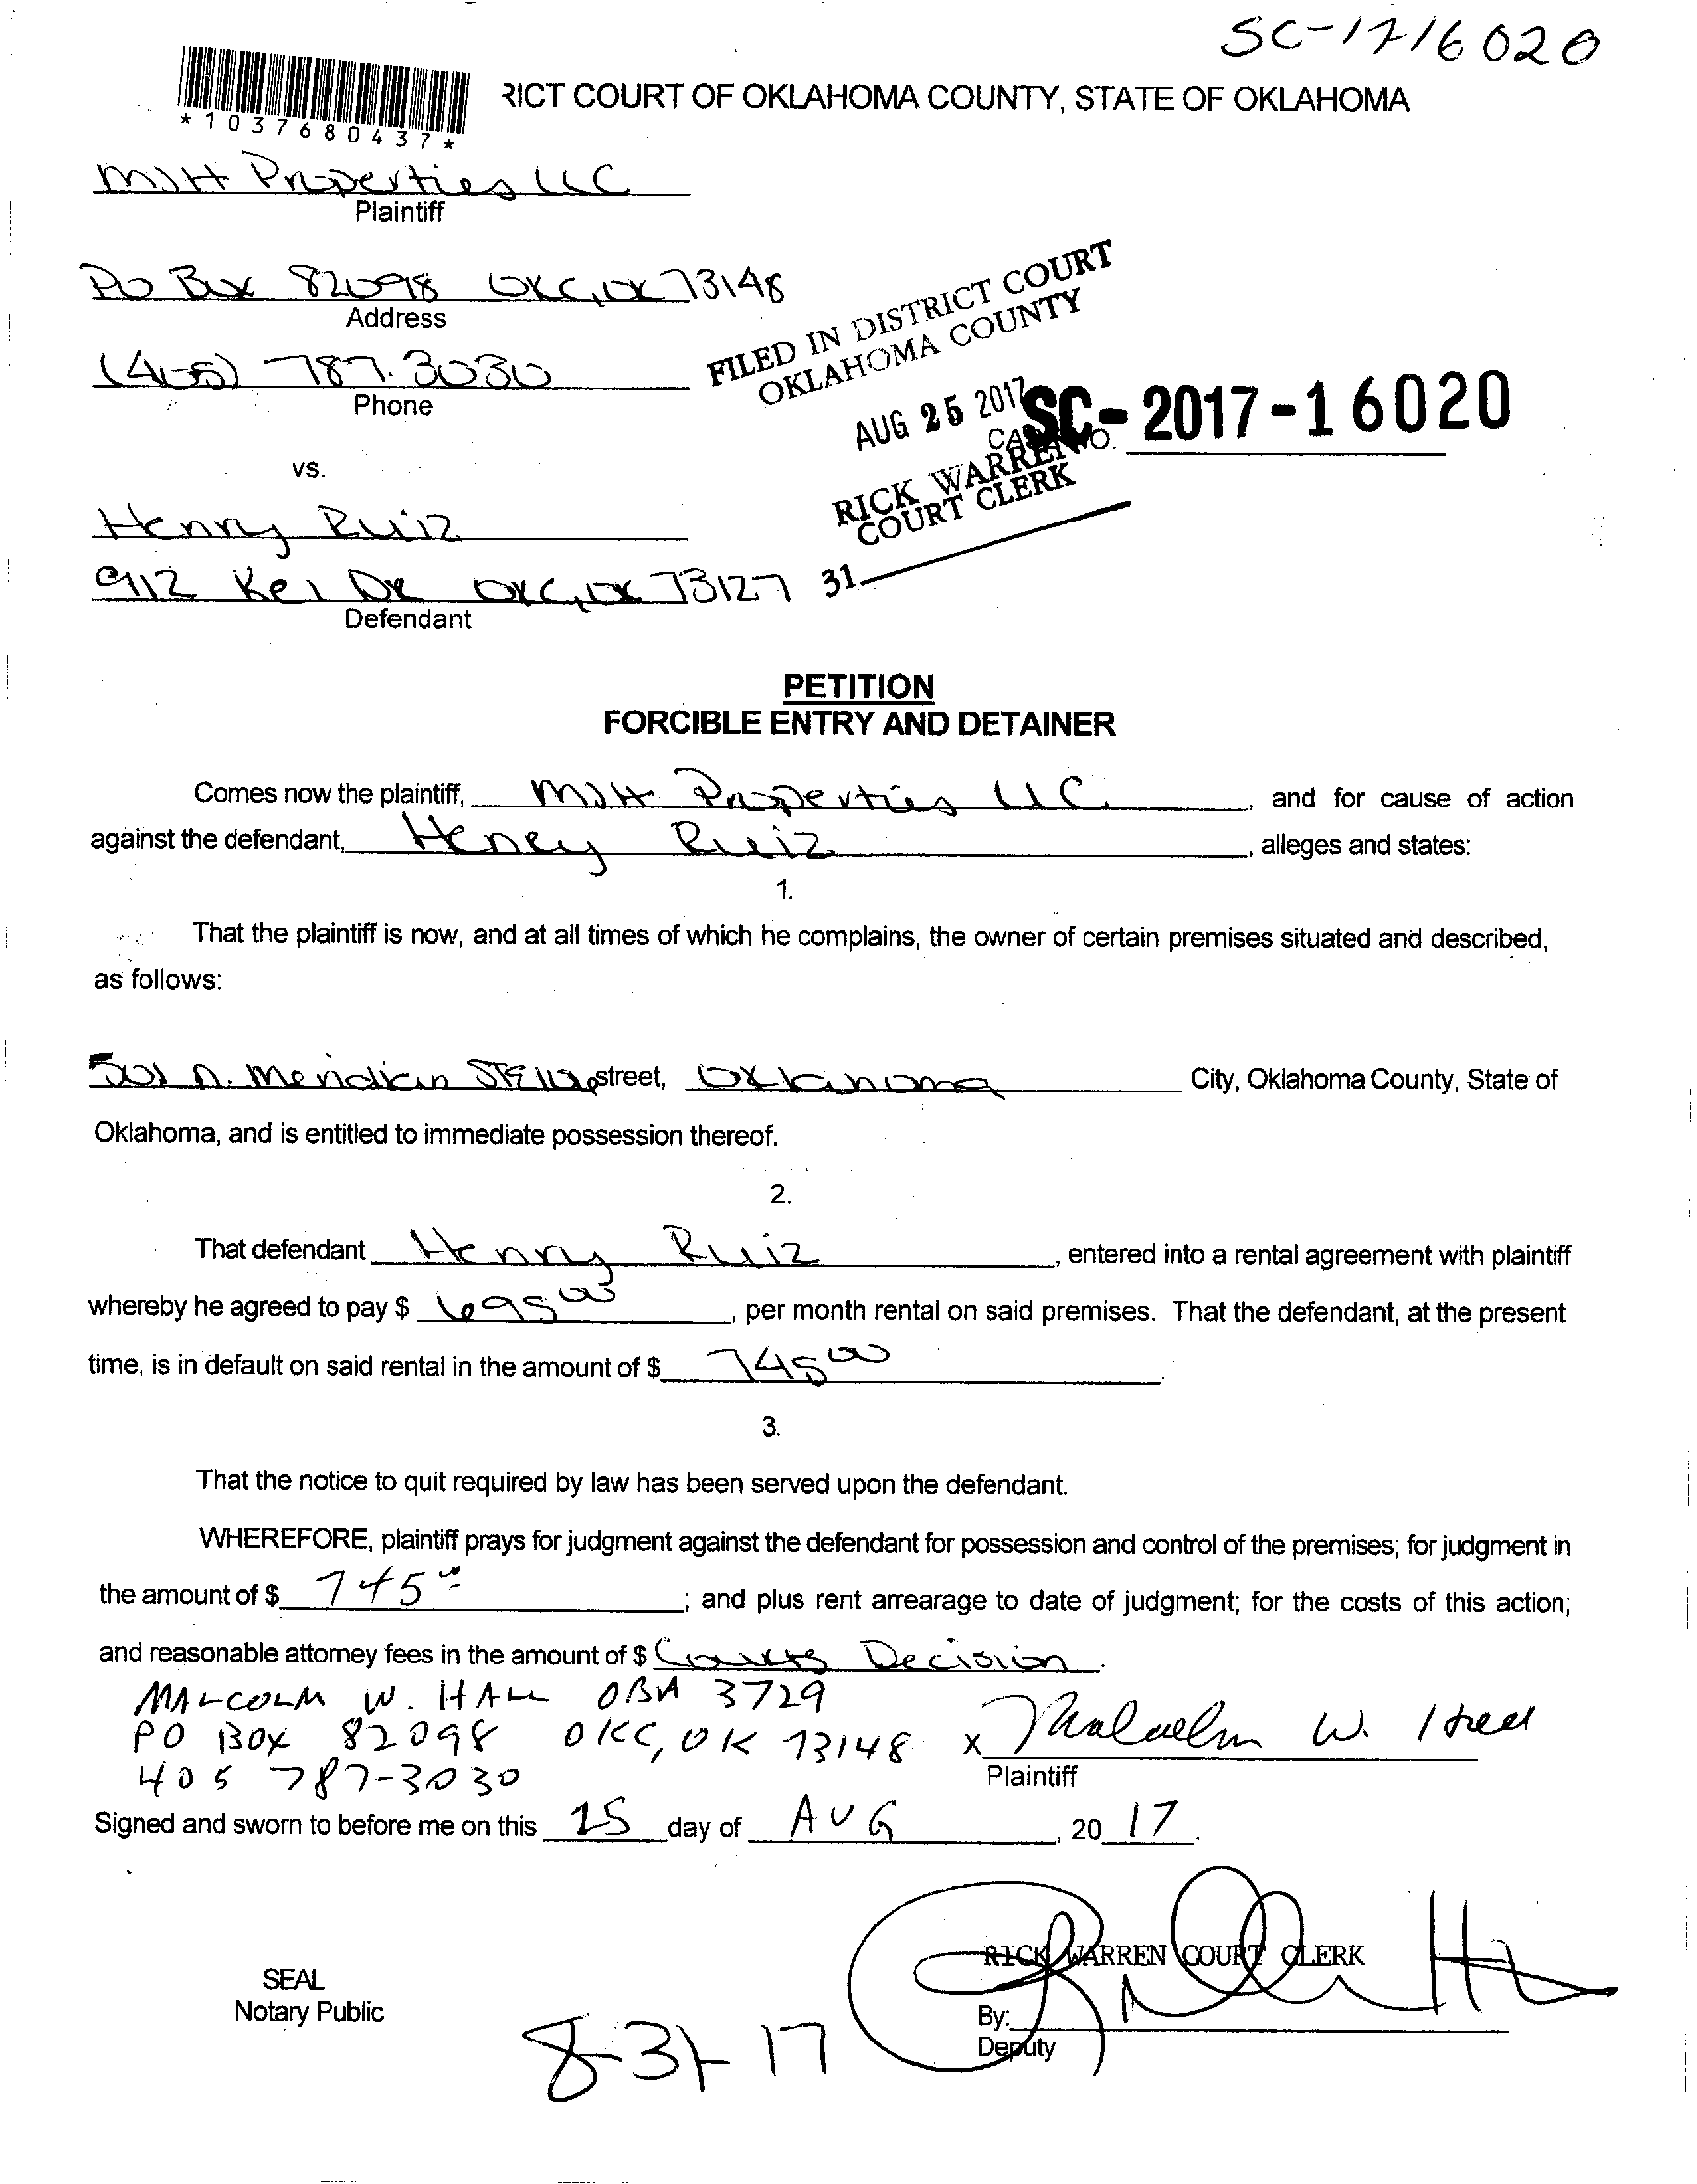 SC-1716020
RICT COURT OF OKLAHOMA COUNTY, STATE OF OKLAHOMA
*1037680437*
MJH Properties LLC
Plaintiff
PO Box 82098 OKC, OK 73148
Address
(405) 787.3030
Phone
FILED IN DISTRICT COURT
OKLAHOMA COUNTY
AUG 25 2017
SC-2017-16020
RICK WARREN
COURT CLERK
31
vs.
Henry Ruiz
912 Kel Dr OKC, OK 73127
Defendant
PETITION
FORCIBLE ENTRY AND DETAINER
Comes now the plaintiff, MJH Properties LLC, and for cause of action
against the defendant, Henry Ruiz, alleges and states:
1.
That the plaintiff is now, and at all times of which he complains, the owner of certain premises situated and described,
as follows:
501 N. Meridian street, Oklahoma City, Oklahoma County, State of
Oklahoma, and is entitled to immediate possession thereof.
2.
That defendant Henry Ruiz, entered into a rental agreement with plaintiff
whereby he agreed to pay $ 695 00, per month rental on said premises. That the defendant, at the present
time, is in default on said rental in the amount of $ 745 00.
3.
That the notice to quit required by law has been served upon the defendant.
WHEREFORE, plaintiff prays for judgment against the defendant for possession and control of the premises; for judgment in
the amount of $ 745 ; and plus rent arrearage to date of judgment; for the costs of this action;
and reasonable attorney fees in the amount of $ Courts Decision.
MALCOLM W. HALL OBA 3729
PO BOX 82098 OKC, OK 73148 x Malcolm W. Hall
405 787-3030 Plaintiff
Signed and sworn to before me on this 25 day of AUG, 20 17.
RICK WARREN COURT CLERK
SEAL
Notary Public
By:
Deputy
8-31-17